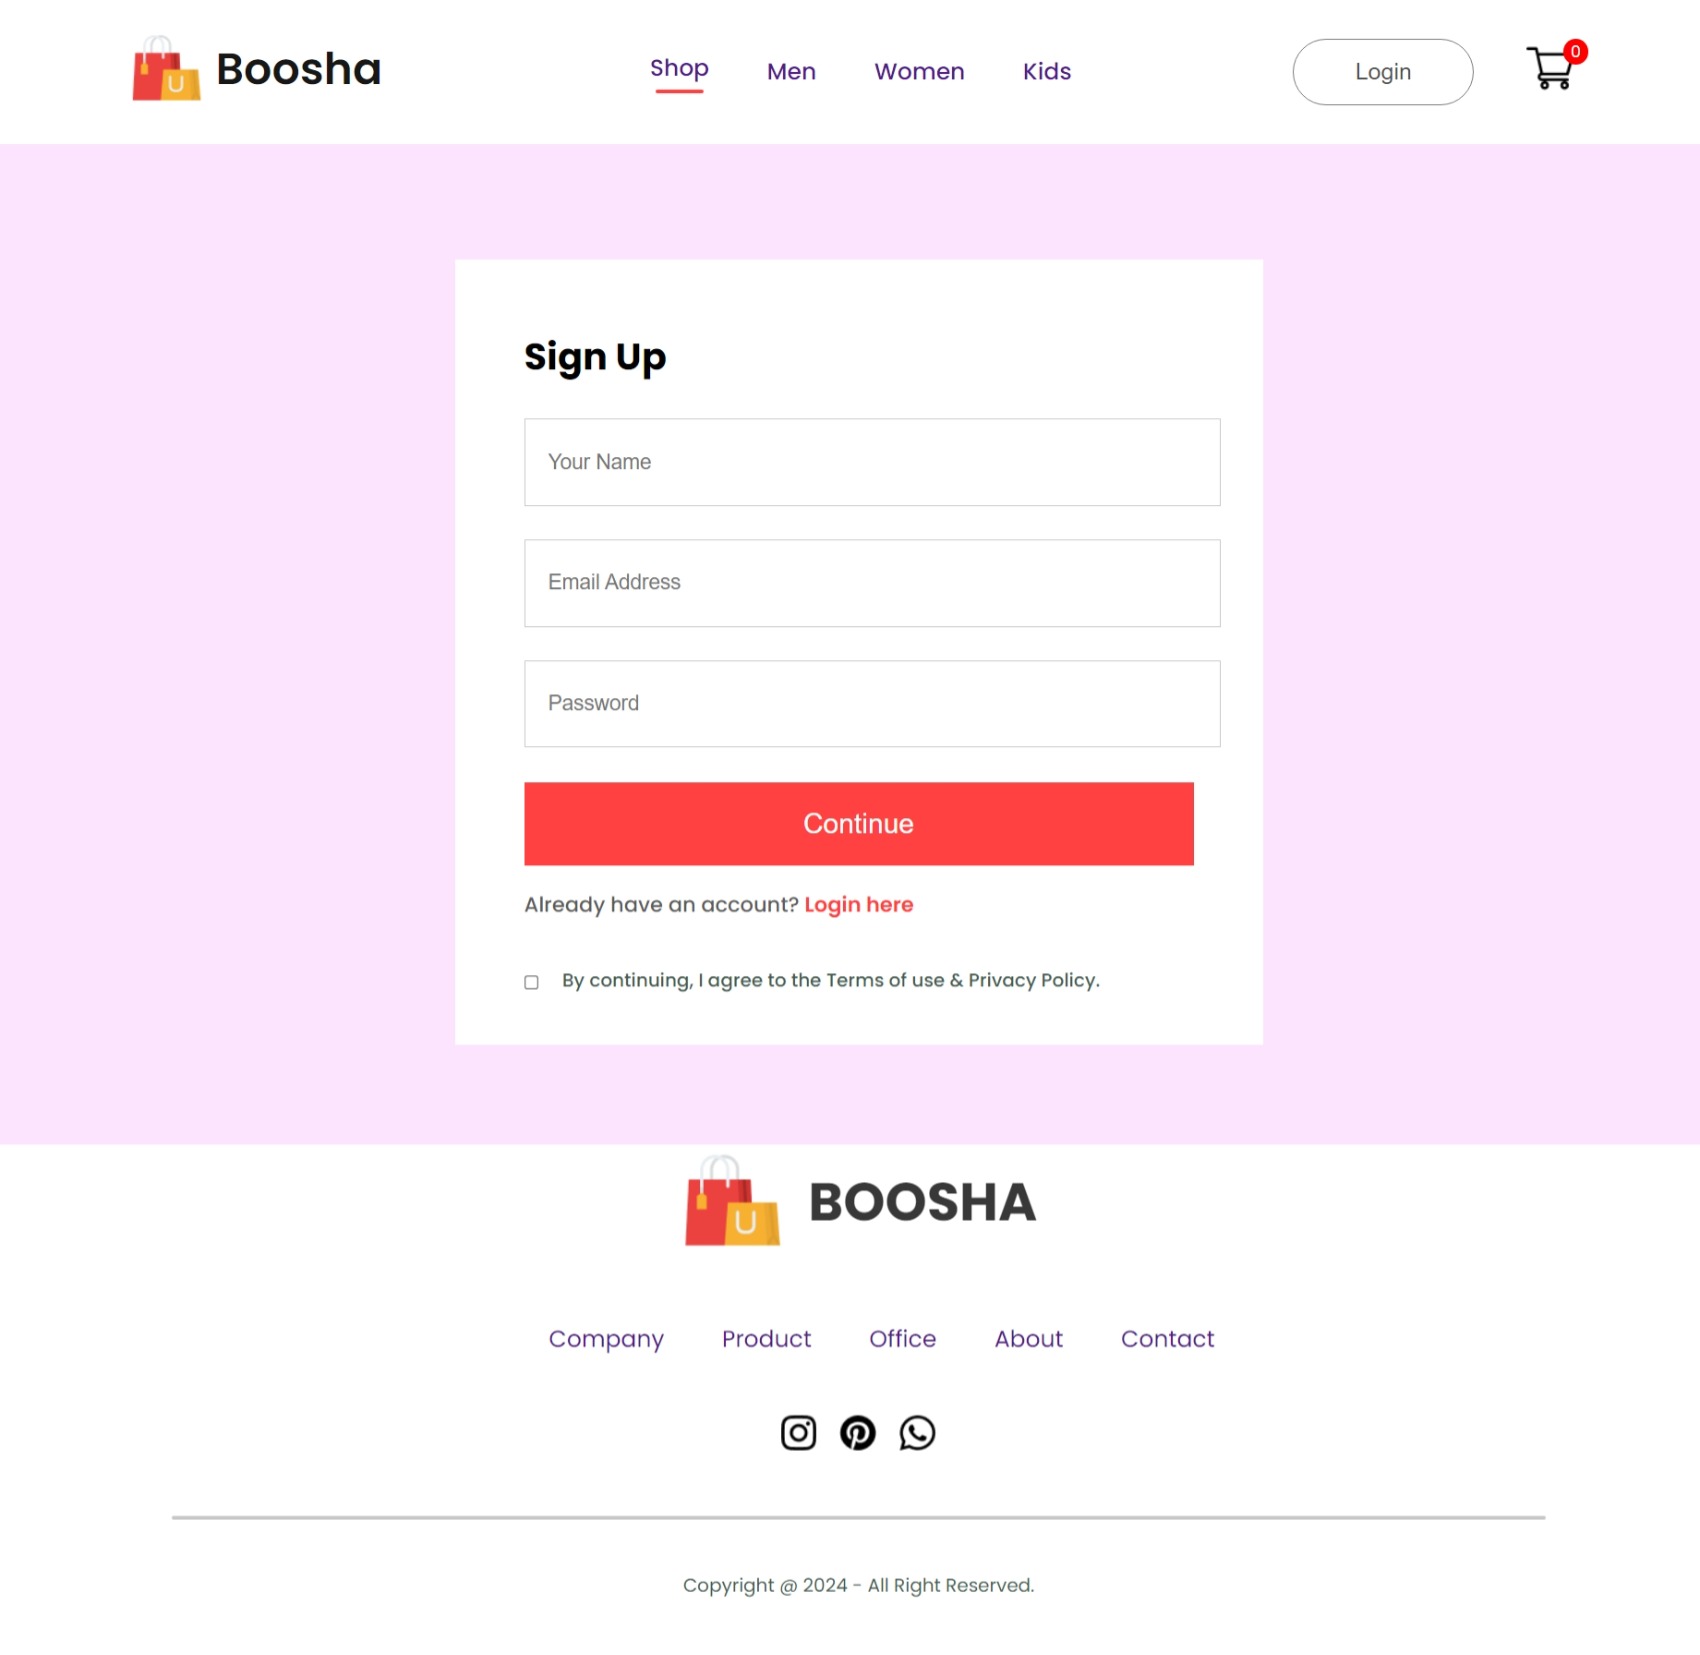 Boosha
Shop Men Women Kids
Login
0
U
Sign Up
Your Name
Email Address
Password
Continue
Already have an account? Login here
By continuing, I agree to the Terms of use & Privacy Policy.
U
BOOSHA
Company Product Office About Contact
Copyright @ 2024 - All Right Reserved.